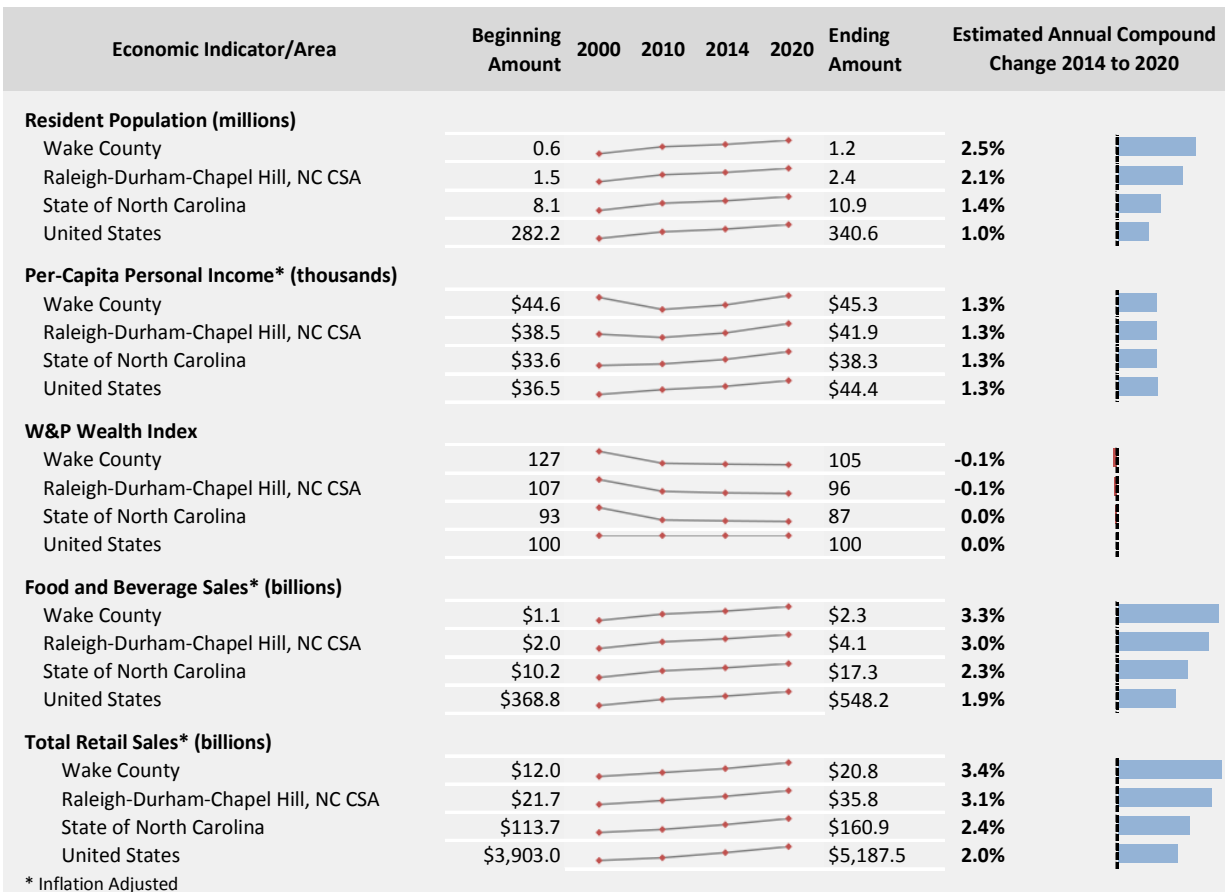 Economic Indicator/Area Beginning Amount 2000 2010 2014 2020 Ending Amount Estimated Annual Compound Change 2014 to 2020
Resident Population (millions)
Wake County 0.6 1.2 2.5%
Raleigh-Durham-Chapel Hill, NC CSA 1.5 2.4 2.1%
State of North Carolina 8.1 10.9 1.4%
United States 282.2 340.6 1.0%
Per-Capita Personal Income* (thousands)
Wake County $44.6 $45.3 1.3%
Raleigh-Durham-Chapel Hill, NC CSA $38.5 $41.9 1.3%
State of North Carolina $33.6 $38.3 1.3%
United States $36.5 $44.4 1.3%
W&P Wealth Index
Wake County 127 105 -0.1%
Raleigh-Durham-Chapel Hill, NC CSA 107 96 -0.1%
State of North Carolina 93 87 0.0%
United States 100 100 0.0%
Food and Beverage Sales* (billions)
Wake County $1.1 $2.3 3.3%
Raleigh-Durham-Chapel Hill, NC CSA $2.0 $4.1 3.0%
State of North Carolina $10.2 $17.3 2.3%
United States $368.8 $548.2 1.9%
Total Retail Sales* (billions)
Wake County $12.0 $20.8 3.4%
Raleigh-Durham-Chapel Hill, NC CSA $21.7 $35.8 3.1%
State of North Carolina $113.7 $160.9 2.4%
United States $3,903.0 $5,187.5 2.0%
* Inflation Adjusted